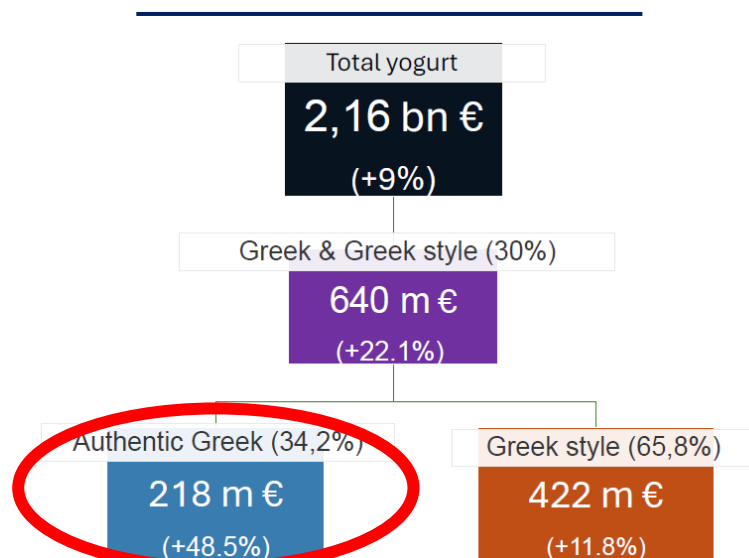 Total yogurt
2,16 bn €
(+9%)
Greek & Greek style (30%)
640 m €
(+22.1%)
Authentic Greek (34,2%)
218 m €
(+48.5%)
Greek style (65,8%)
422 m €
(+11.8%)